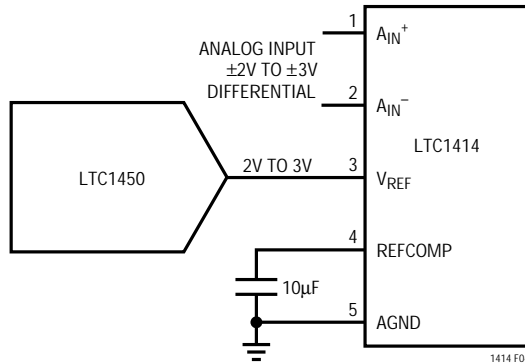 1
A_IN^+
ANALOG INPUT
±2V TO ±3V
DIFFERENTIAL
2
A_IN^−
LTC1414
LTC1450
2V TO 3V
3
V_REF
4
REFCOMP
10µF
5
AGND
1414 F0